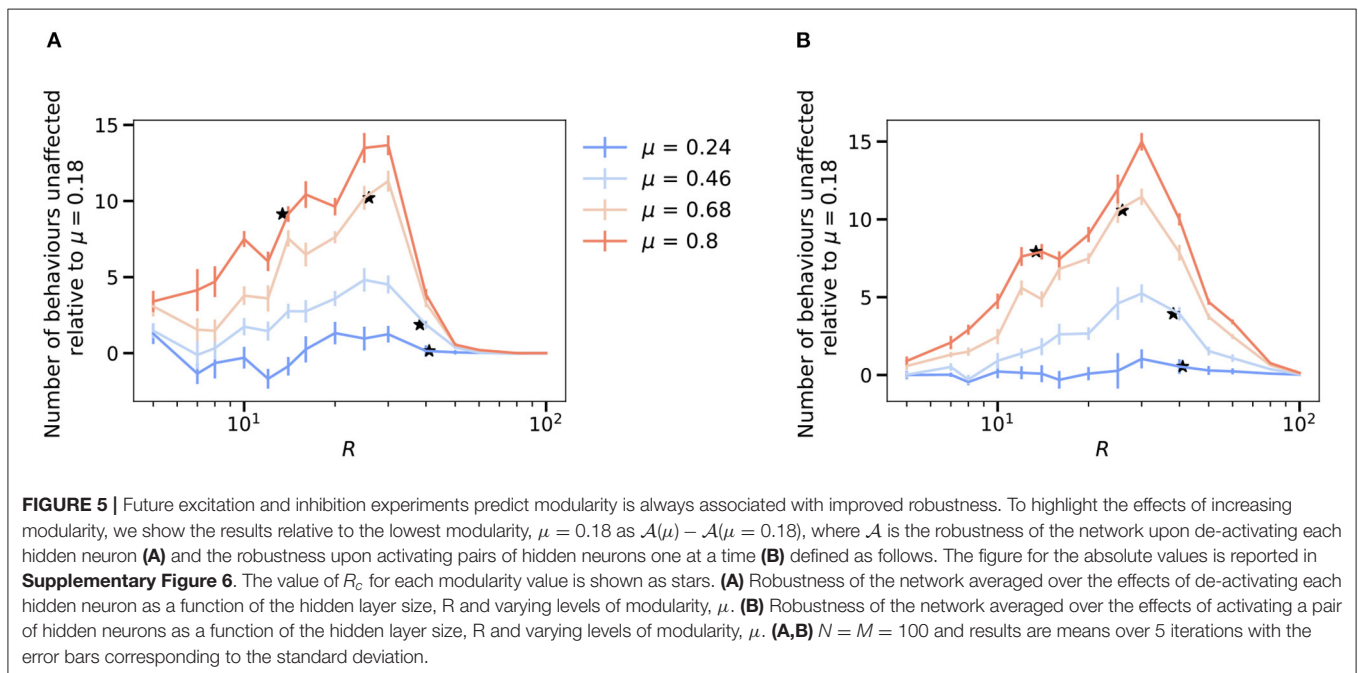 A
B
Number of behaviours unaffected
relative to μ = 0.18
15
10
5
0
10¹
10²
R
μ = 0.24
μ = 0.46
μ = 0.68
μ = 0.8
Number of behaviours unaffected
relative to μ = 0.18
15
10
5
0
10¹
10²
R
FIGURE 5 | Future excitation and inhibition experiments predict modularity is always associated with improved robustness. To highlight the effects of increasing
modularity, we show the results relative to the lowest modularity, μ = 0.18 as 𝒜(μ) − 𝒜(μ = 0.18), where 𝒜 is the robustness of the network upon de-activating each
hidden neuron (A) and the robustness upon activating pairs of hidden neurons one at a time (B) defined as follows. The figure for the absolute values is reported in
Supplementary Figure 6. The value of R_c for each modularity value is shown as stars. (A) Robustness of the network averaged over the effects of de-activating each
hidden neuron as a function of the hidden layer size, R and varying levels of modularity, μ. (B) Robustness of the network averaged over the effects of activating a pair
of hidden neurons as a function of the hidden layer size, R and varying levels of modularity, μ. (A,B) N = M = 100 and results are means over 5 iterations with the
error bars corresponding to the standard deviation.